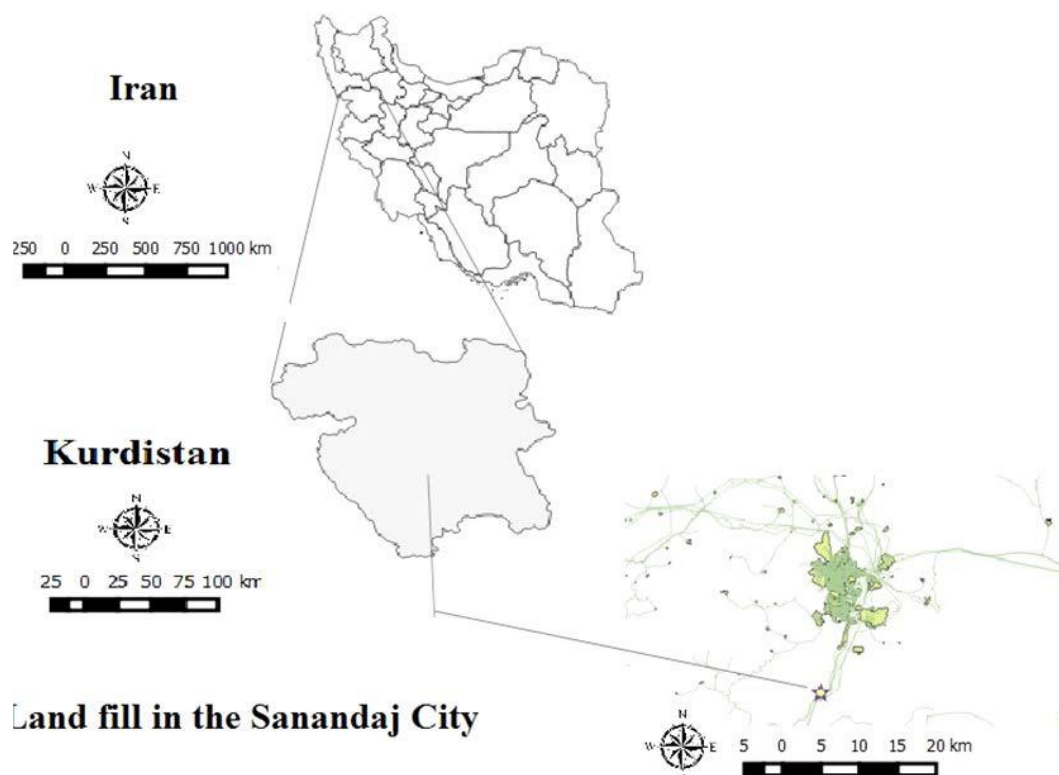 Iran
N
W E
S
250 0 250 500 750 1000 km
Kurdistan
N
W E
S
25 0 25 50 75 100 km
Land fill in the Sanandaj City
N
W E
S
5 0 5 10 15 20 km